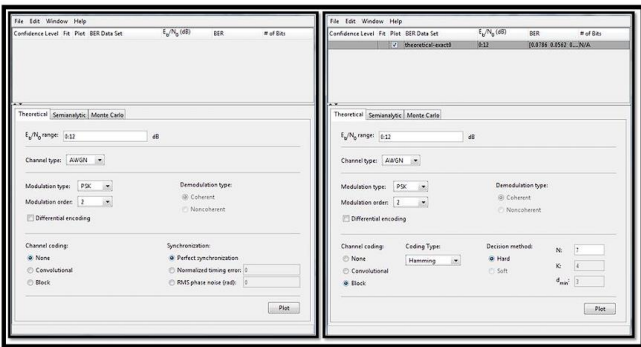 File Edit Window Help
Confidence Level Fit Plot BER Data Set Eb/N0 (dB) BER # of Bits
Theoretical Semianalytic Monte Carlo
Eb/N0 range: 0:12 dB
Channel type: AWGN
Modulation type: PSK
Modulation order: 2
Differential encoding
Demodulation type:
Coherent
Noncoherent
Channel coding:
None
Convolutional
Block
Synchronization:
Perfect synchronization
Normalized timing error: 0
RMS phase noise (rad): 0
Plot
File Edit Window Help
Confidence Level Fit Plot BER Data Set Eb/N0 (dB) BER # of Bits
theoretical-exact0 0:12 [0.0786 0.0562 0... N/A
Theoretical Semianalytic Monte Carlo
Eb/N0 range: 0:12 dB
Channel type: AWGN
Modulation type: PSK
Modulation order: 2
Differential encoding
Demodulation type:
Coherent
Noncoherent
Channel coding:
None
Convolutional
Block
Coding Type:
Hamming
Decision method:
Hard
Soft
N: 7
K: 4
dmin: 3
Plot